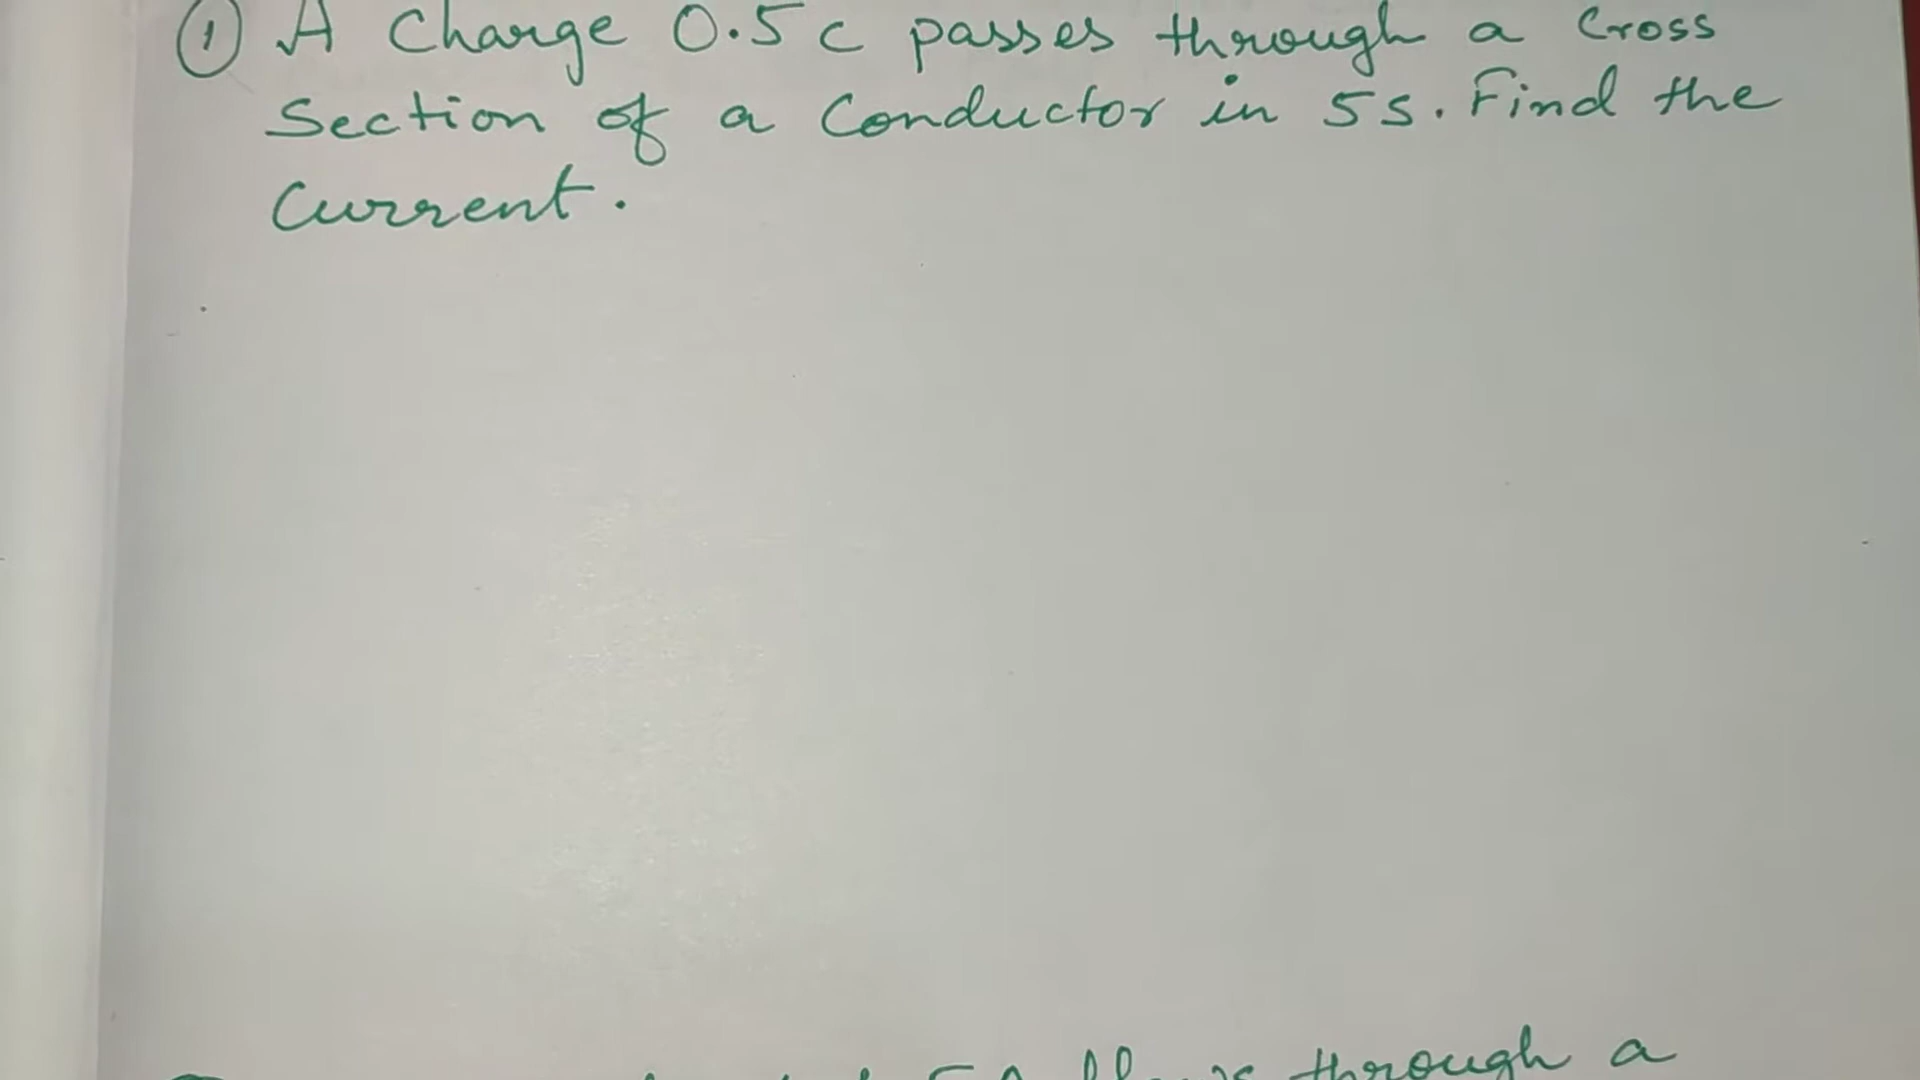 ① A Charge 0.5 C passes through a Cross
Section of a Conductor in 5s. Find the
Current.
through a